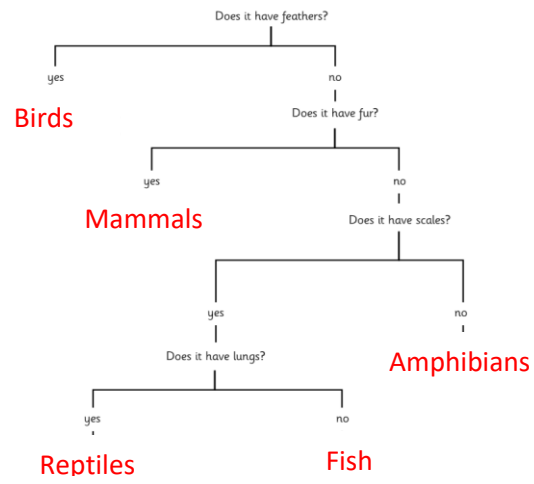 Does it have feathers?
yes
no
Birds
Does it have fur?
yes
no
Mammals
Does it have scales?
yes
no
Does it have lungs?
Amphibians
yes
no
Reptiles
Fish